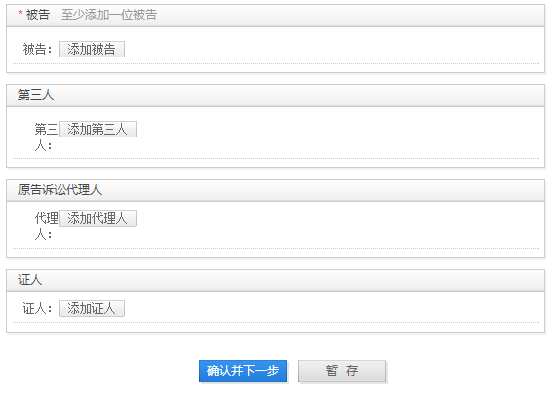 * 被告 至少添加一位被告
被告： 添加被告
第三人
第三 添加第三人
人：
原告诉讼代理人
代理 添加代理人
人：
证人
证人： 添加证人
确认并下一步 暂 存